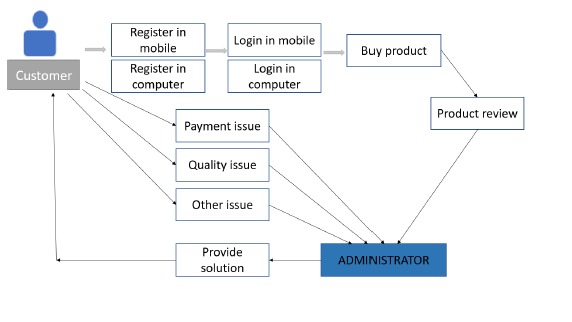 Register in
mobile
Login in mobile
Buy product
Customer
Register in
computer
Login in
computer
Product review
Payment issue
Quality issue
Other issue
Provide
solution
ADMINISTRATOR